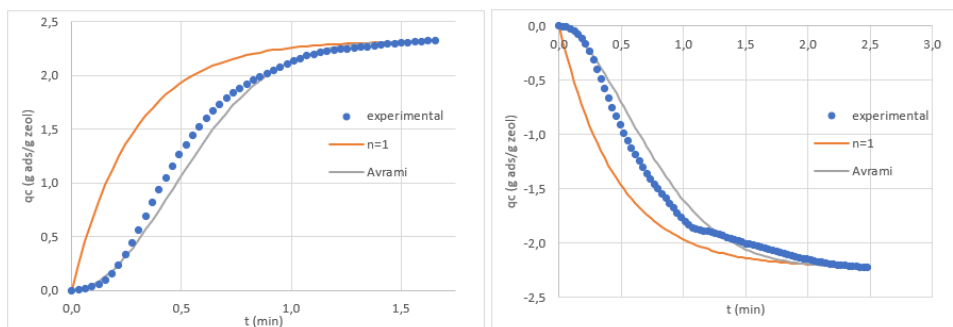 2,5
2,0
1,5
1,0
0,5
0,0
qc (g ads/g zeol)
experimental
n=1
Avrami
0,0 0,5 1,0 1,5
t (min)
0,0 0,5 1,0 1,5 2,0 2,5 3,0
0,0
-0,5
-1,0
-1,5
-2,0
-2,5
qc (g ads/g zeol)
experimental
n=1
Avrami
t (min)